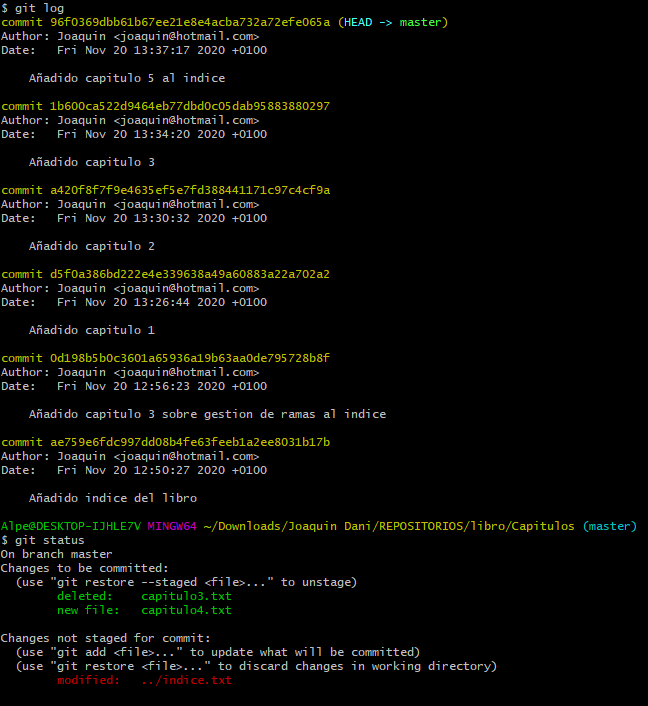 $ git log
commit 96f0369dbb61b67ee21e8e4acba732a72efe065a (HEAD -> master)
Author: Joaquin <joaquin@hotmail.com>
Date:   Fri Nov 20 13:37:17 2020 +0100
Añadido capitulo 5 al indice
commit 1b600ca522d9464eb77dbd0c05dab95883880297
Author: Joaquin <joaquin@hotmail.com>
Date:   Fri Nov 20 13:34:20 2020 +0100
Añadido capitulo 3
commit a420f8f7f9e4635ef5e7fd388441171c97c4cf9a
Author: Joaquin <joaquin@hotmail.com>
Date:   Fri Nov 20 13:30:32 2020 +0100
Añadido capitulo 2
commit d5f0a386bd222e4e339638a49a60883a22a702a2
Author: Joaquin <joaquin@hotmail.com>
Date:   Fri Nov 20 13:26:44 2020 +0100
Añadido capitulo 1
commit 0d198b5b0c3601a65936a19b63aa0de795728b8f
Author: Joaquin <joaquin@hotmail.com>
Date:   Fri Nov 20 12:56:23 2020 +0100
Añadido capitulo 3 sobre gestion de ramas al indice
commit ae759e6fdc997dd08b4fe63feeb1a2ee8031b17b
Author: Joaquin <joaquin@hotmail.com>
Date:   Fri Nov 20 12:50:27 2020 +0100
Añadido indice del libro
Alpe@DESKTOP-IJHLE7V MINGW64 ~/Downloads/Joaquin Dani/REPOSITORIOS/libro/Capitulos (master)
$ git status
On branch master
Changes to be committed:
(use "git restore --staged <file>..." to unstage)
deleted:    capitulo3.txt
new file:   capitulo4.txt
Changes not staged for commit:
(use "git add <file>..." to update what will be committed)
(use "git restore <file>..." to discard changes in working directory)
modified:   ../indice.txt